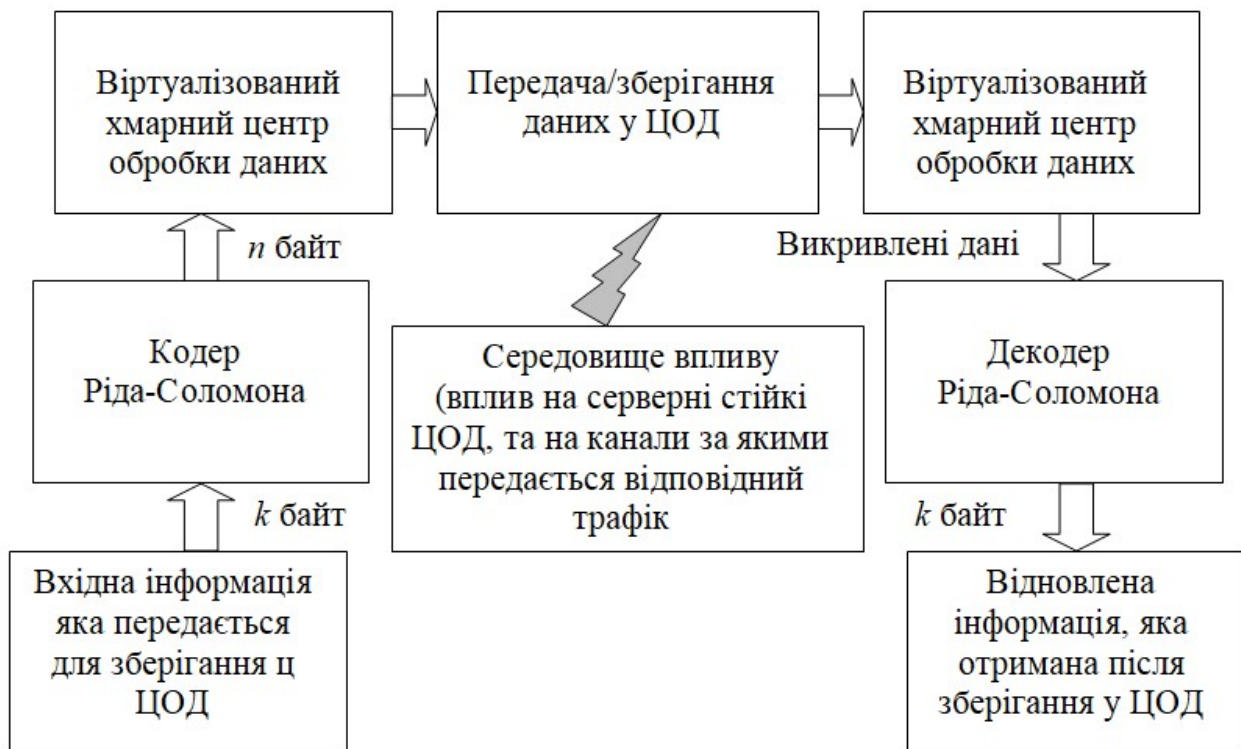 Віртуалізований
хмарний центр
обробки даних
Передача/зберігання
даних у ЦОД
Віртуалізований
хмарний центр
обробки даних
n байт
Викривлені дані
Кодер
Ріда-Соломона
Середовище впливу
(вплив на серверні стійкі
ЦОД, та на канали за якими
передається відповідний
трафік
Декодер
Ріда-Соломона
k байт
k байт
Вхідна інформація
яка передається
для зберігання ц
ЦОД
Відновлена
інформація, яка
отримана після
зберігання у ЦОД